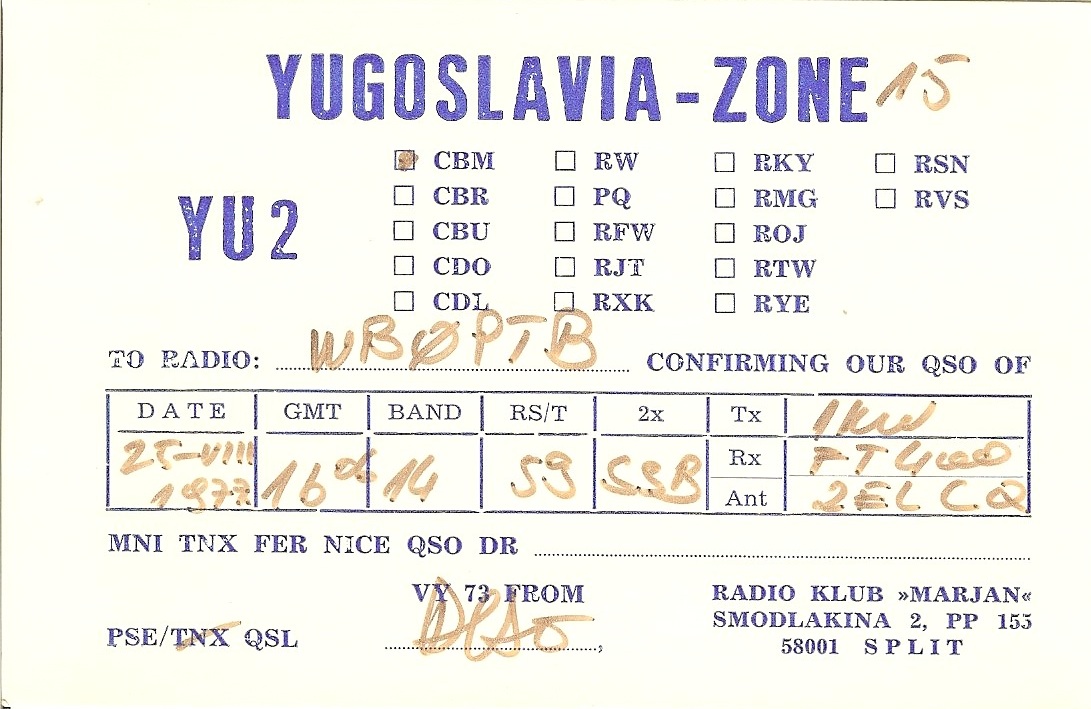 YUGOSLAVIA-ZONE 15
YU2
CBM RW RKY RSN
CBR PQ RMG RVS
CBU RFW ROJ
CDO RJT RTW
CDL RXK RYE
TO RADIO: WBØPTB CONFIRMING OUR QSO OF
DATE GMT BAND RS/T 2x Tx 1KW
25-VIII 1977 16 06 14 59 SSB Rx FT400
Ant 2EL CQ
MNI TNX FER NICE QSO DR
VY 73 FROM
PSE/TNX QSL
RADIO KLUB »MARJAN«
SMODLAKINA 2, PP 155
58001 SPLIT